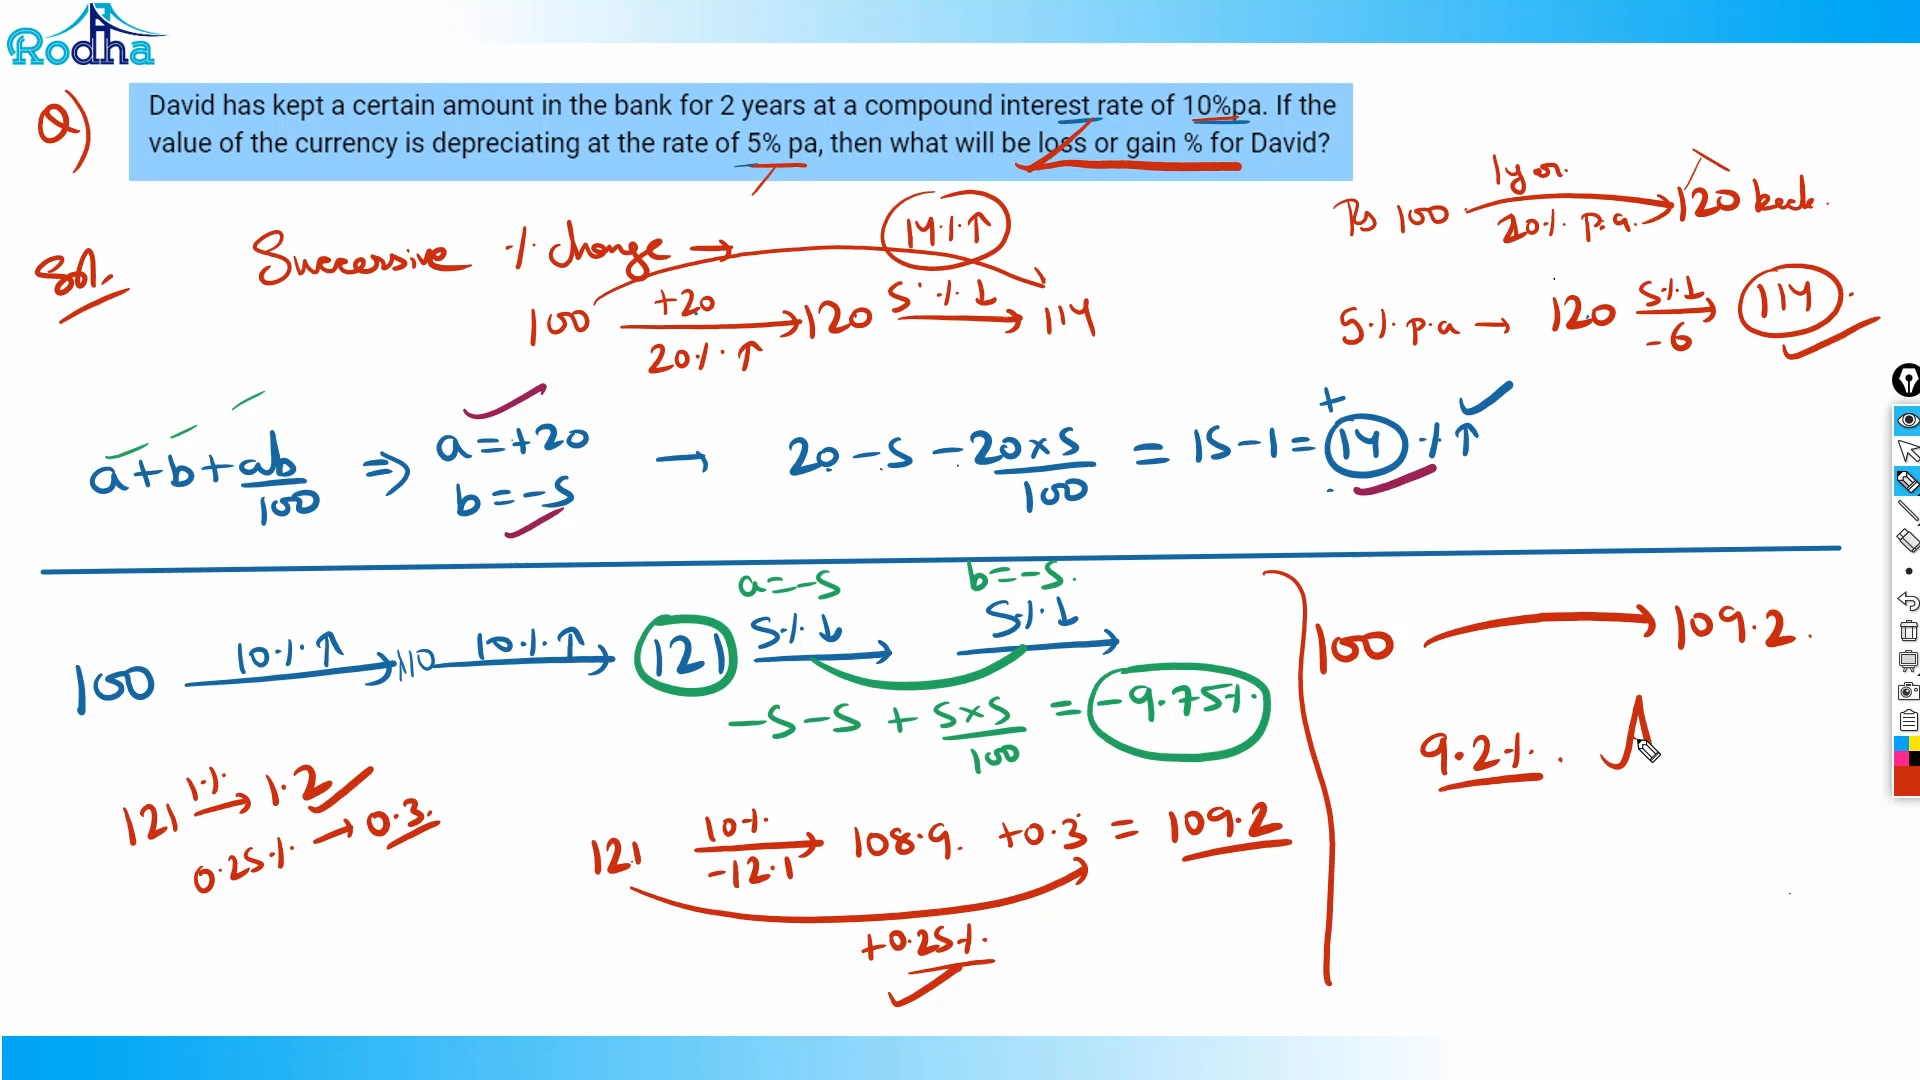 Rodha
Q)
David has kept a certain amount in the bank for 2 years at a compound interest rate of 10%pa. If the
value of the currency is depreciating at the rate of 5% pa, then what will be loss or gain % for David?
Sol.
Successive % change →
14% ↑
100 +20 → 20% ↑ 120 5% ↓ → 114
Rs 100 1 yr. → 20% p.a. 120 back.
5% p.a → 120 5% ↓ → -6 114.
a+b+ab/100 ⇒ a=+20
b=-5
→ 20-5-20×5/100 = 15-1 = +14% ↑
a=-5 b=-5.
100 10% ↑ → 110 10% ↑ → 121 5% ↓ → 5% ↓ →
-5-5+5×5/100 = -9.75%.
121 1% → 1.2
0.25% → 0.3.
121 10% → -12.1 108.9. +0.3 = 109.2
+0.25%.
100 → 109.2.
9.2%.